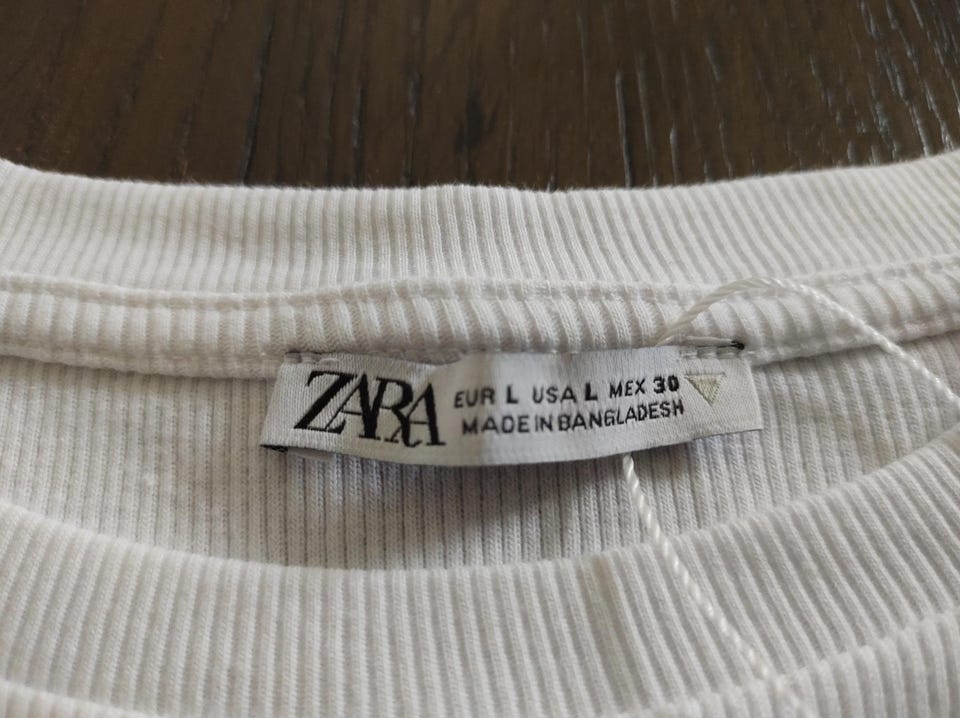 ZARA
EUR L USA L MEX 30
MADE IN BANGLADESH